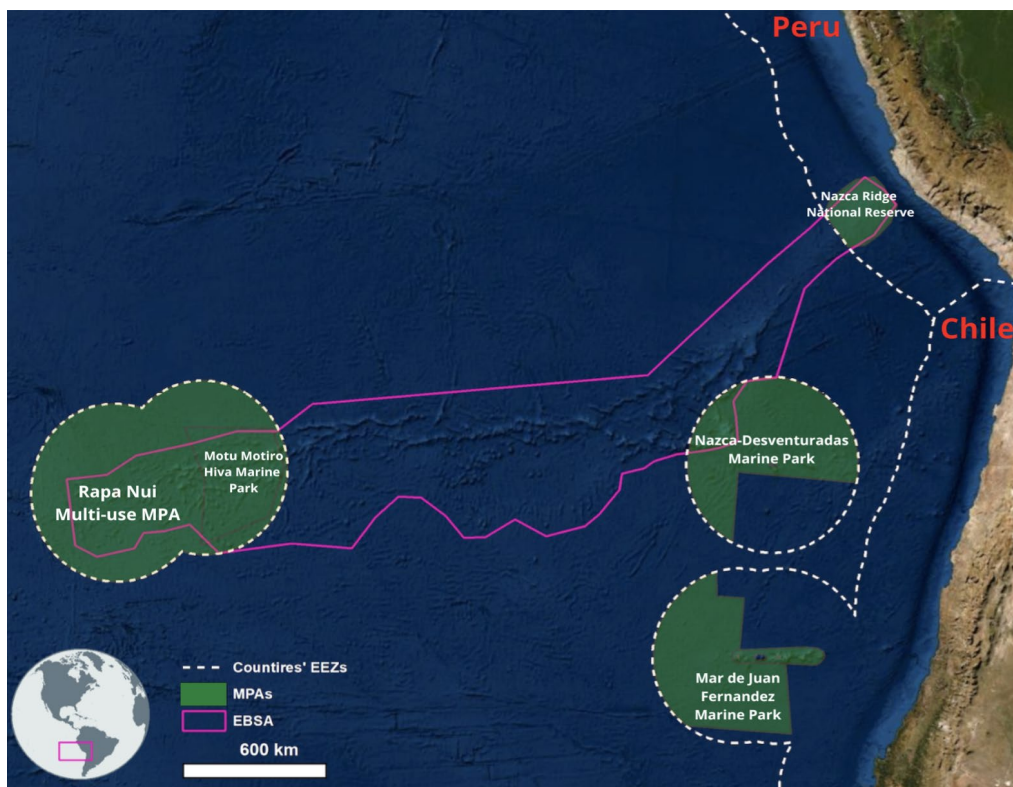 Peru
Nazca Ridge
National Reserve
Chile
Nazca-Desventuradas
Marine Park
Motu Motiro
Hiva Marine
Park
Rapa Nui
Multi-use MPA
Mar de Juan
Fernandez
Marine Park
Countires' EEZs
MPAs
EBSA
600 km